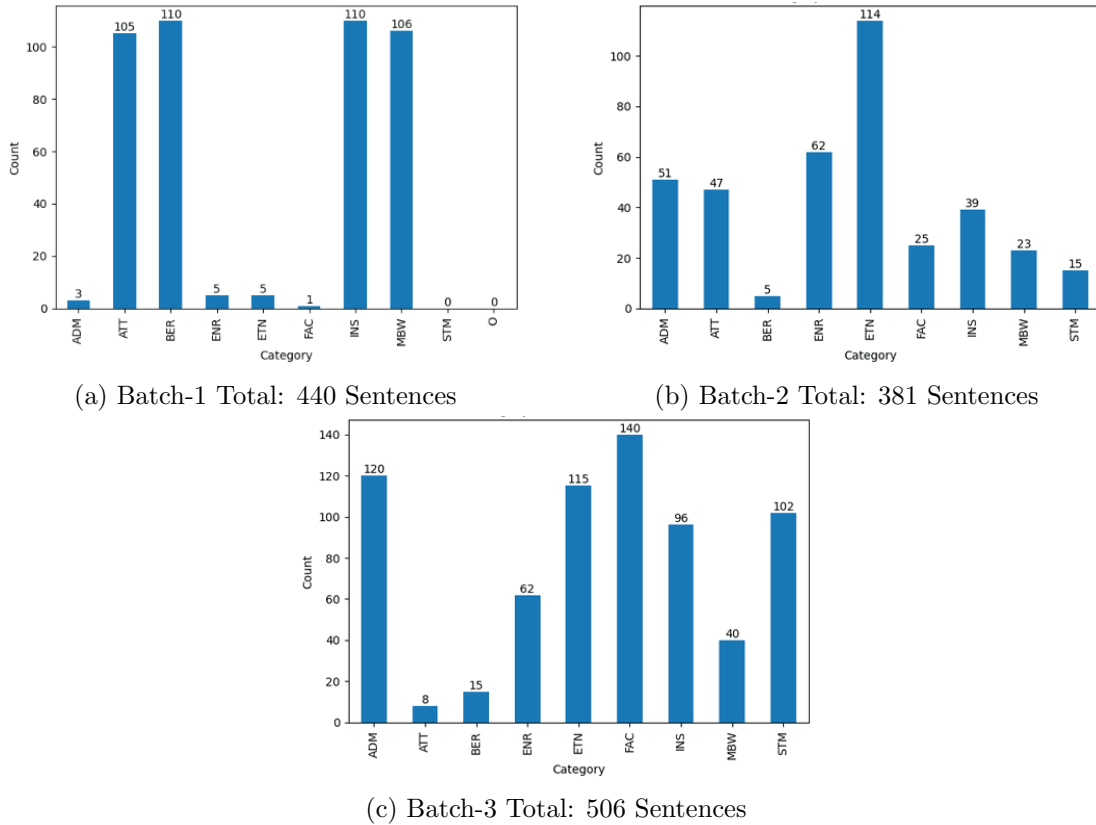 105
110
110
106
100
80
60
40
20
0
3
5
5
1
0
0
Count
ADM
ATT
BER
ENR
ETN
FAC
INS
MBW
STM
O
Category
(a) Batch-1 Total: 440 Sentences
114
100
80
60
40
20
0
51
47
5
62
25
39
23
15
Count
ADM
ATT
BER
ENR
ETN
FAC
INS
MBW
STM
Category
(b) Batch-2 Total: 381 Sentences
140
120
100
80
60
40
20
0
120
8
15
62
115
140
96
40
102
Count
ADM
ATT
BER
ENR
ETN
FAC
INS
MBW
STM
Category
(c) Batch-3 Total: 506 Sentences